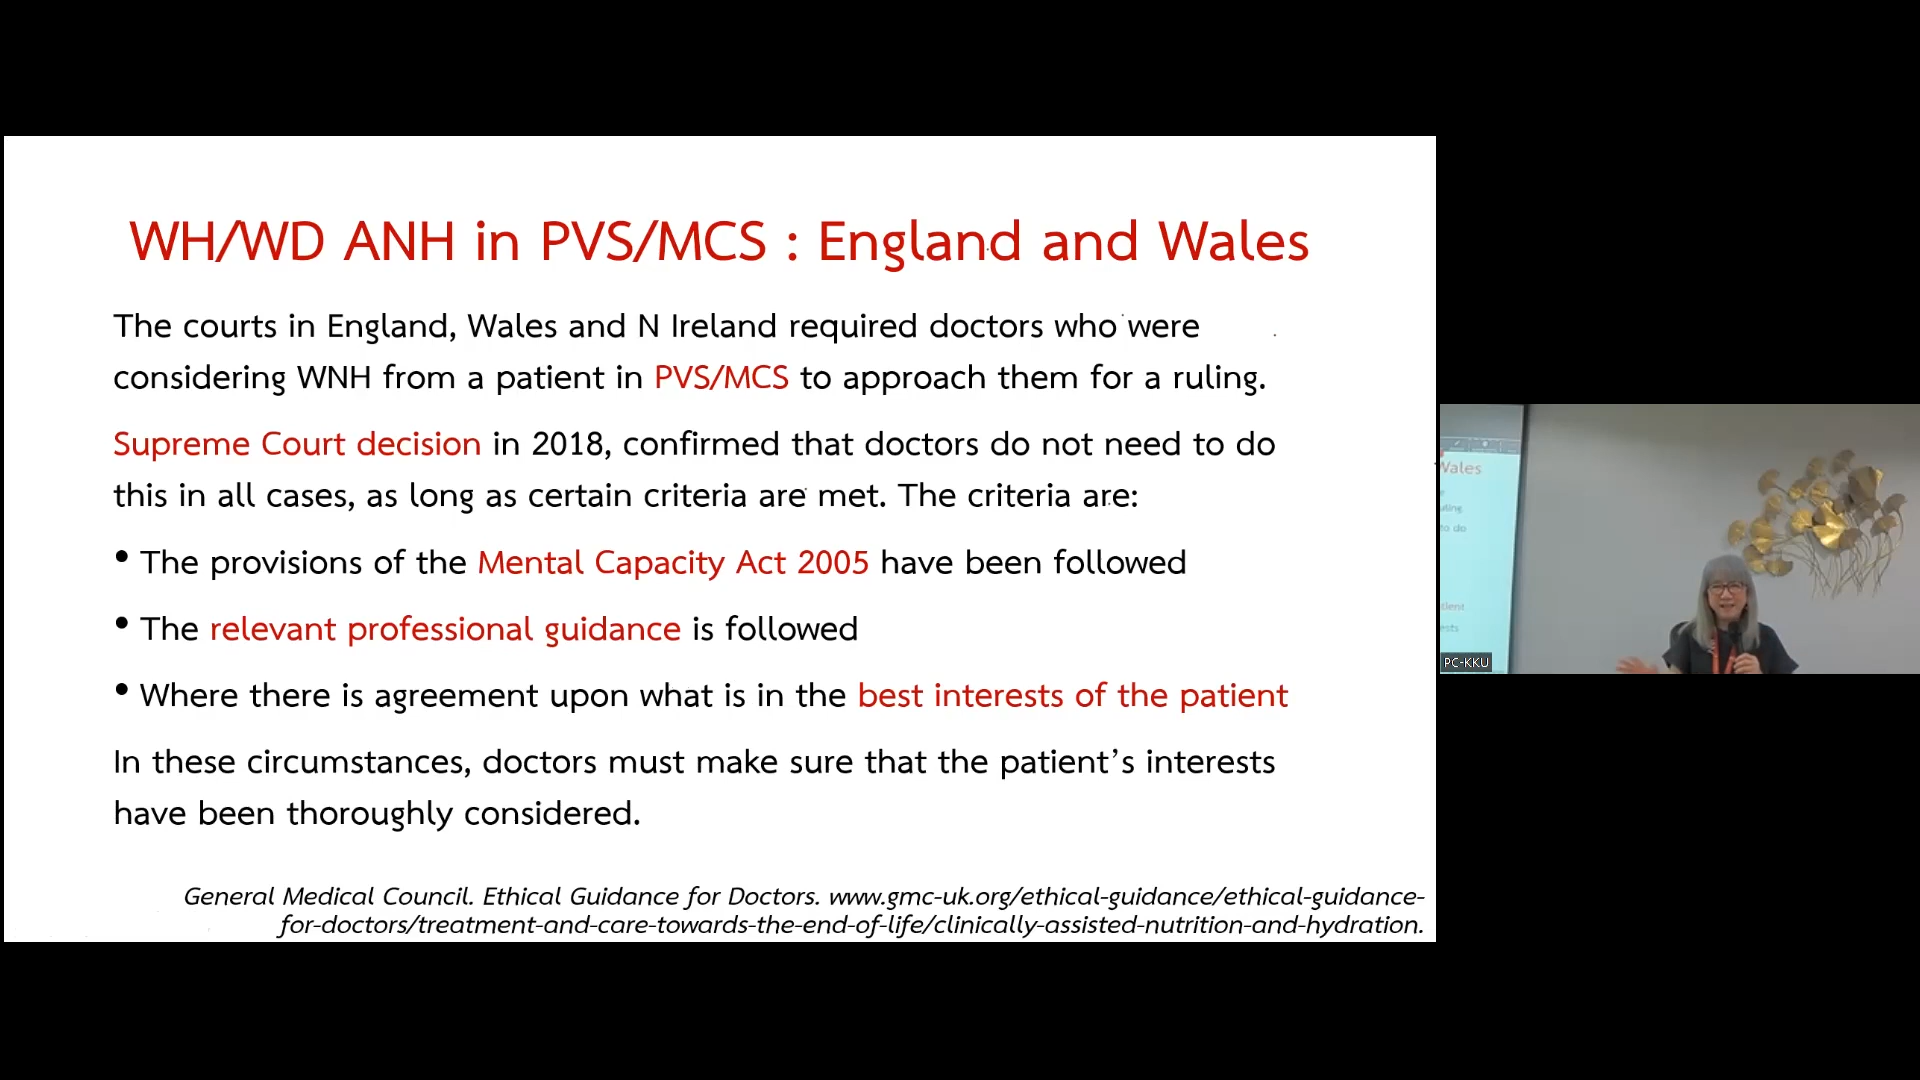 WH/WD ANH in PVS/MCS : England and Wales
The courts in England, Wales and N Ireland required doctors who were
considering WNH from a patient in PVS/MCS to approach them for a ruling.
Supreme Court decision in 2018, confirmed that doctors do not need to do
this in all cases, as long as certain criteria are met. The criteria are:
• The provisions of the Mental Capacity Act 2005 have been followed
• The relevant professional guidance is followed
• Where there is agreement upon what is in the best interests of the patient
In these circumstances, doctors must make sure that the patient’s interests
have been thoroughly considered.
General Medical Council. Ethical Guidance for Doctors. www.gmc-uk.org/ethical-guidance/ethical-guidance-
for-doctors/treatment-and-care-towards-the-end-of-life/clinically-assisted-nutrition-and-hydration.
Wales
to do
PC-KKU